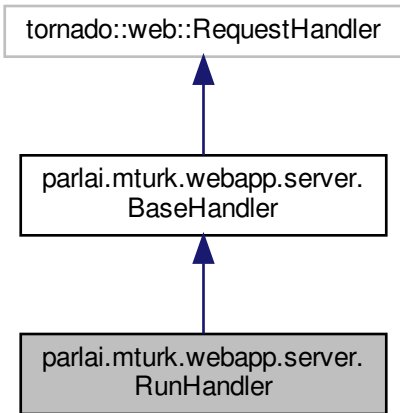 tornado::web::RequestHandler
parlai.mturk.webapp.server.
BaseHandler
parlai.mturk.webapp.server.
RunHandler